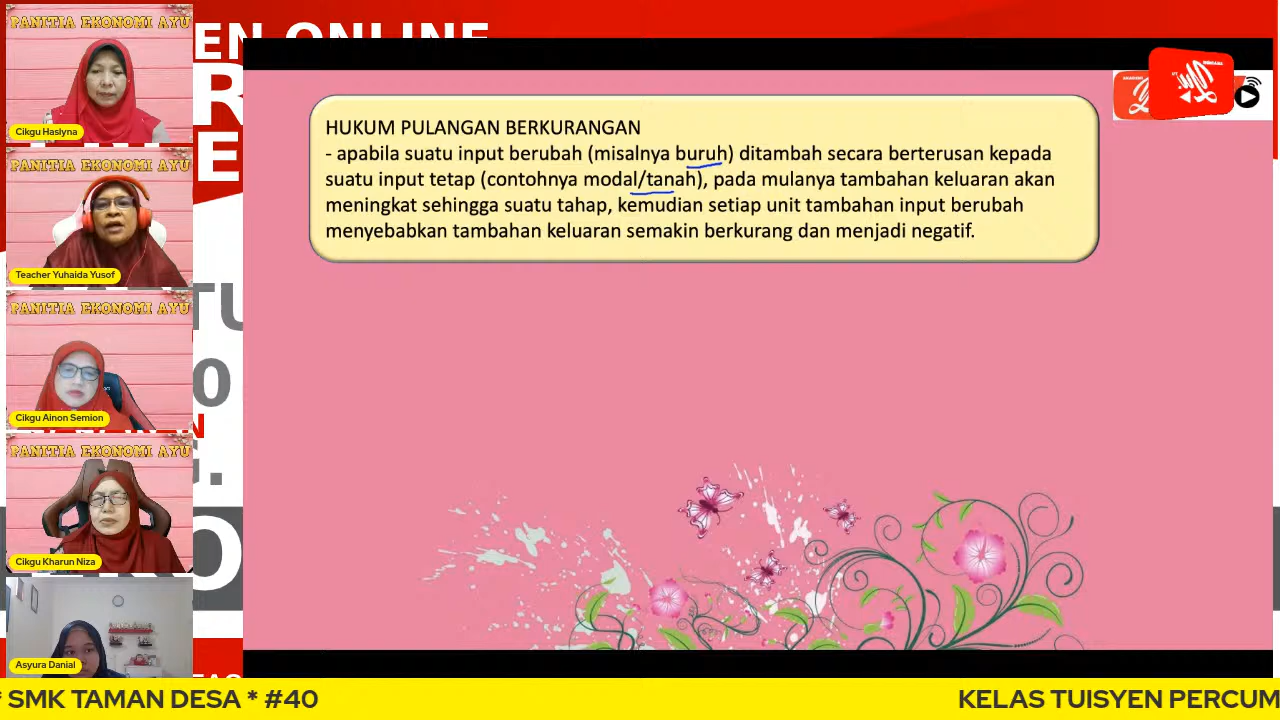 PANITIA EKONOMI AYU
Cikgu Haslyna
PANITIA EKONOMI AYU
Teacher Yuhaida Yusof
PANITIA EKONOMI AYU
Cikgu Ainon Semion
PANITIA EKONOMI AYU
Cikgu Kharun Niza
Asyura Danial
EN ONLINE
HUKUM PULANGAN BERKURANGAN
- apabila suatu input berubah (misalnya buruh) ditambah secara berterusan kepada
suatu input tetap (contohnya modal/tanah), pada mulanya tambahan keluaran akan
meningkat sehingga suatu tahap, kemudian setiap unit tambahan input berubah
menyebabkan tambahan keluaran semakin berkurang dan menjadi negatif.
* SMK TAMAN DESA * #40
KELAS TUISYEN PERCUM